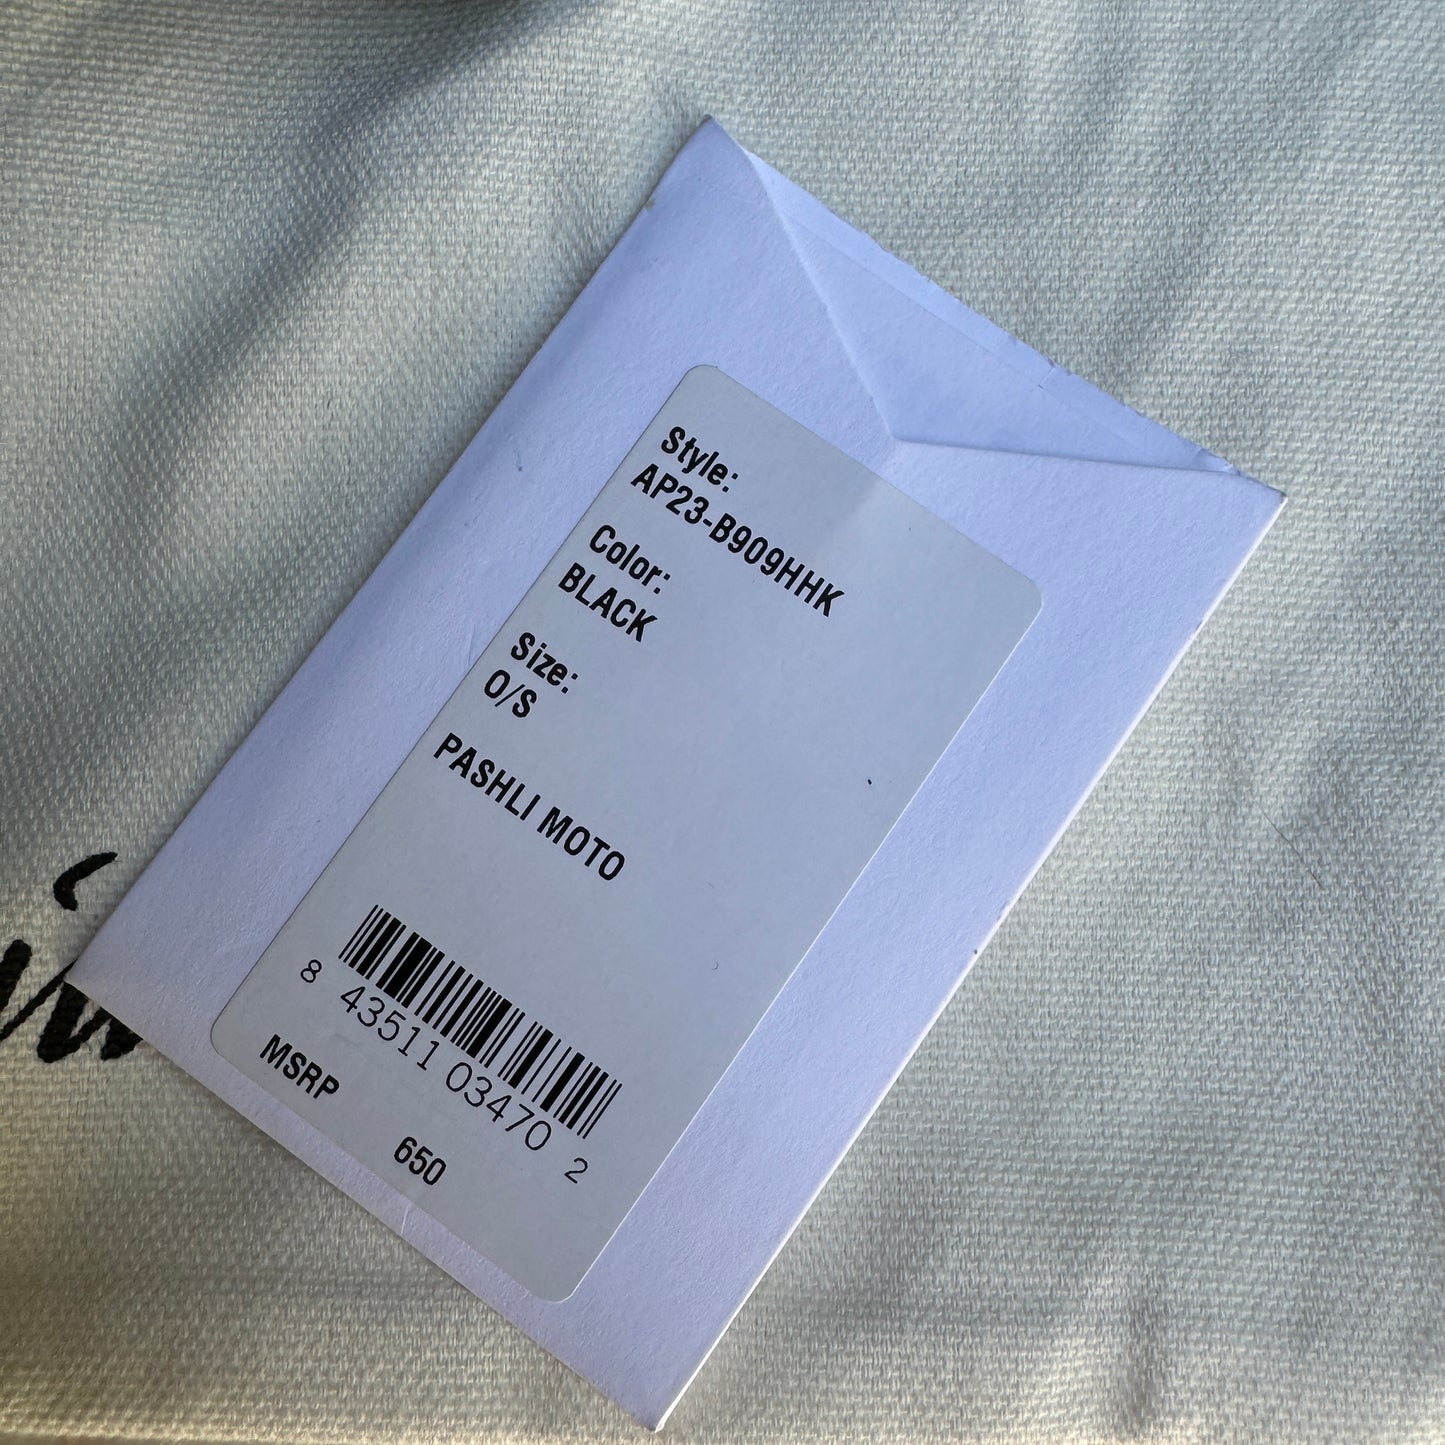 Style:
AP23-B909HHK
Color:
BLACK
Size:
O/S
PASHLI MOTO
8 43511 03470 2
MSRP 650